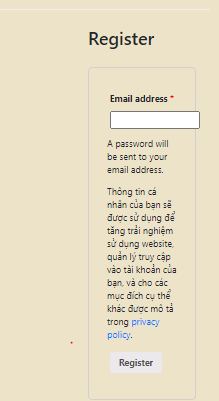 Register
Email address *
A password will
be sent to your
email address.
Thông tin cá
nhân của bạn sẽ
được sử dụng để
tăng trải nghiệm
sử dụng website,
quản lý truy cập
vào tài khoản của
bạn, và cho các
mục đích cụ thể
khác được mô tả
trong privacy
policy.
Register